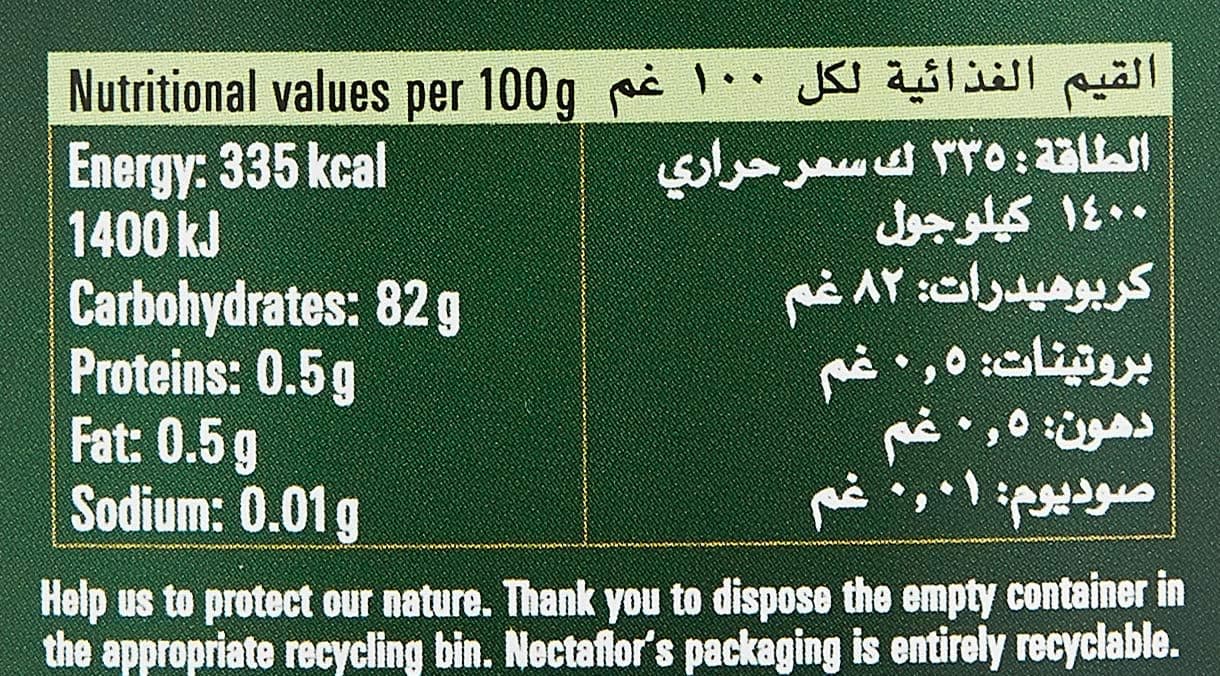 Nutritional values per 100g القيم الغذائية لكل ١٠٠ غم
Energy: 335 kcal
1400 kJ
Carbohydrates: 82 g
Proteins: 0.5 g
Fat: 0.5 g
Sodium: 0.01 g
الطاقة: ٣٣٥ ك سعر حراري
١٤٠٠ كيلوجول
كربوهيدرات: ٨٢ غم
بروتينات: ٠,٥ غم
دهون: ٠,٥ غم
صوديوم: ٠,٠١ غم
Help us to protect our nature. Thank you to dispose the empty container in
the appropriate recycling bin. Nectaflor's packaging is entirely recyclable.